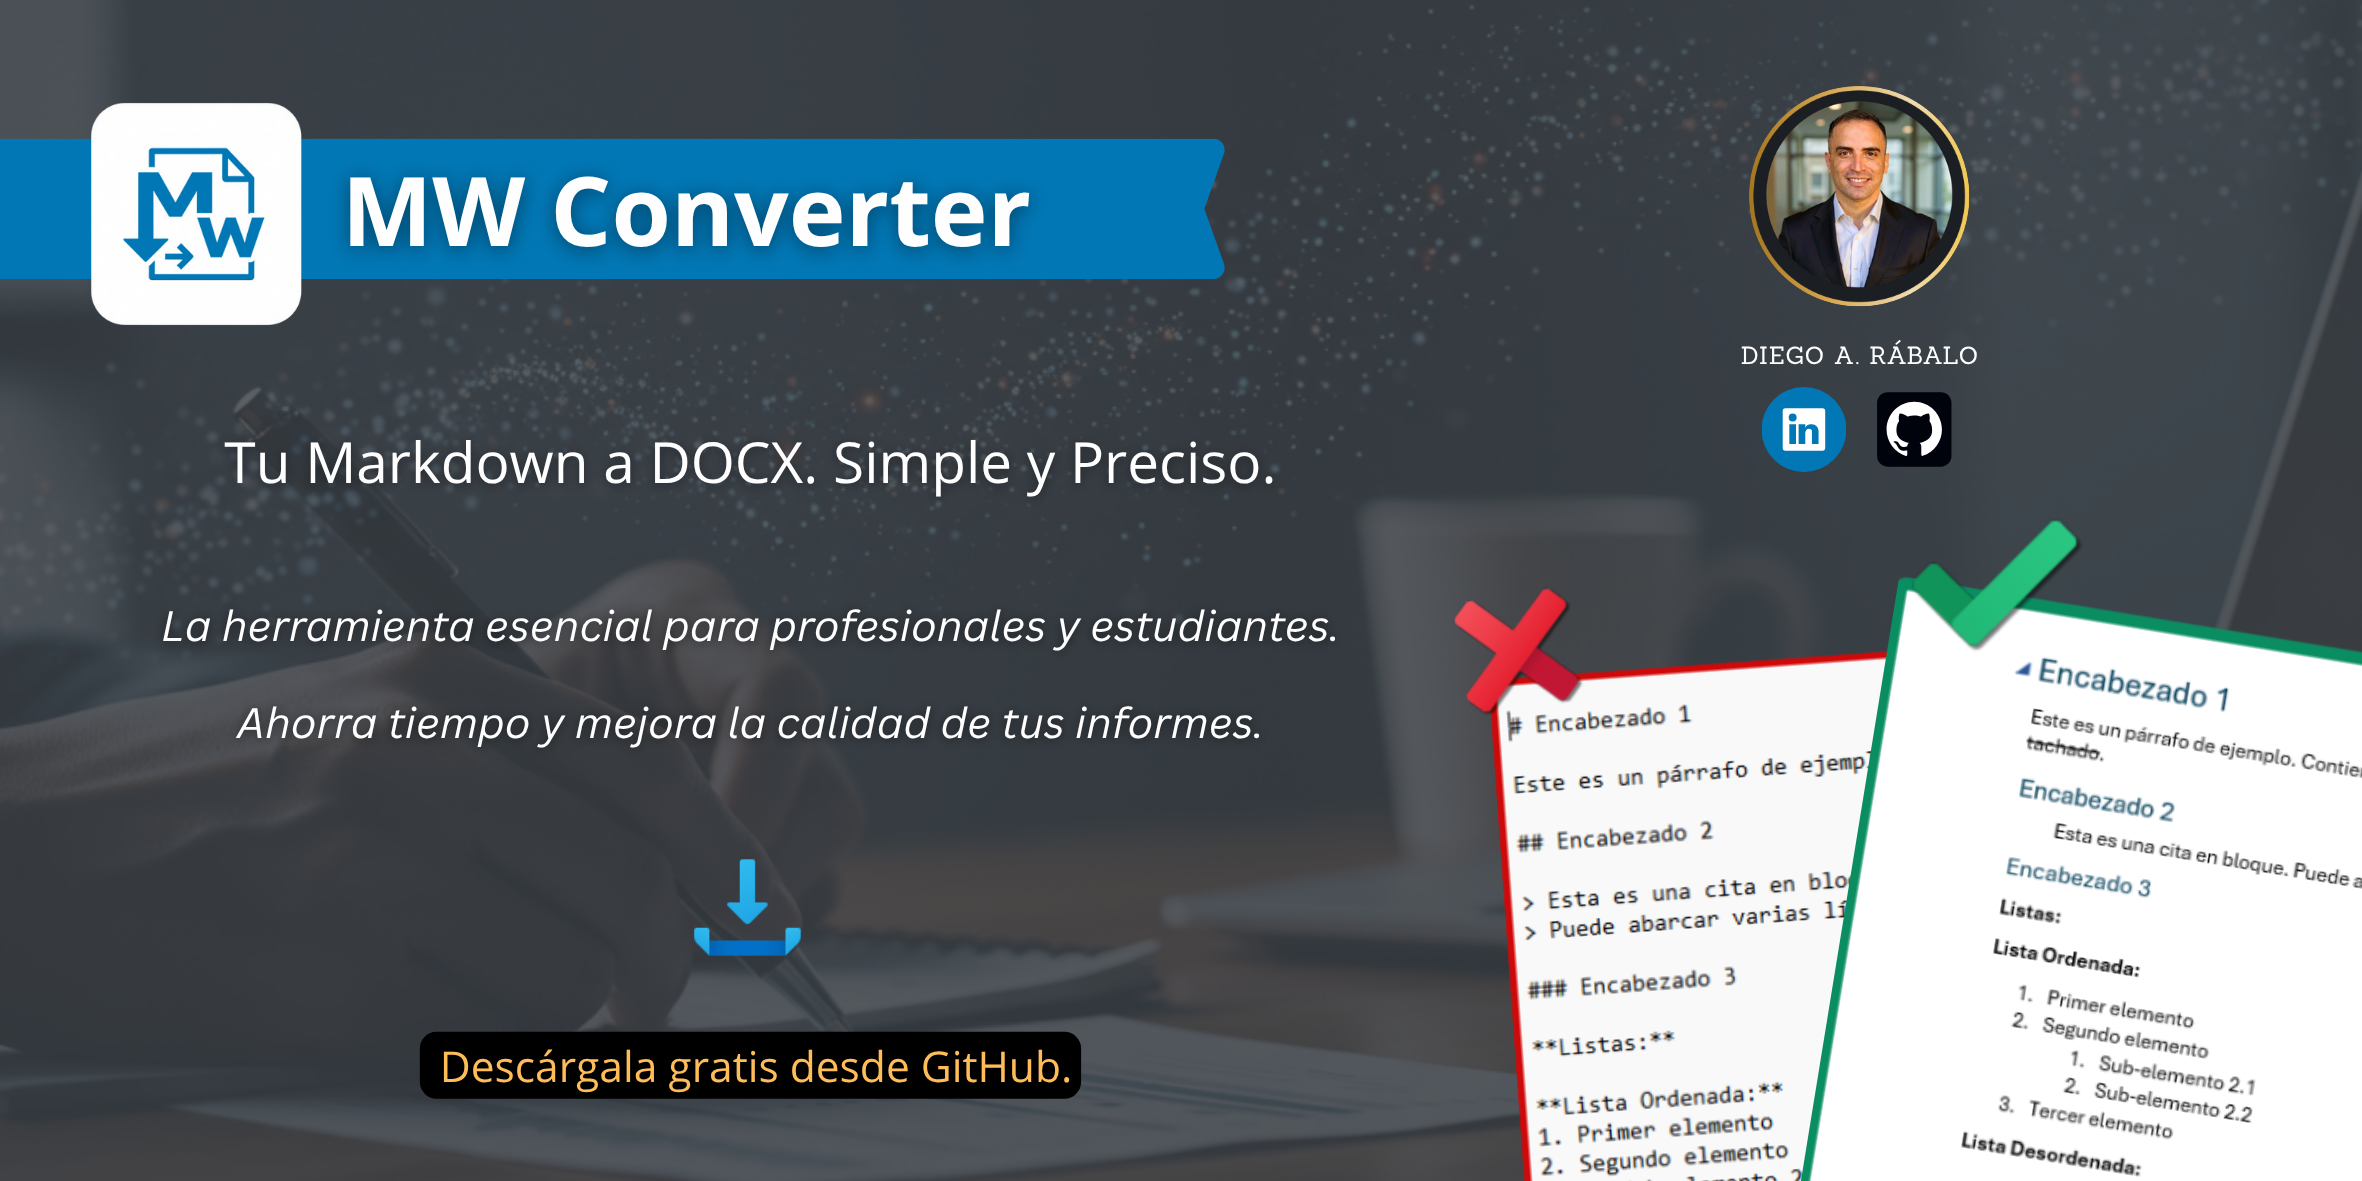 MW
MW Converter
DIEGO A. RÁBALO
in
Tu Markdown a DOCX. Simple y Preciso.
La herramienta esencial para profesionales y estudiantes.
Ahorra tiempo y mejora la calidad de tus informes.
Descárgala gratis desde GitHub.
# Encabezado 1
Este es un párrafo de
## Encabezado 2
> Esta es una cita en
> Puede abarcar varias
### Encabezado 3
**Listas:**
**Lista Ordenada:**
1. Primer elemento
2. Segundo elemento
Encabezado 1
Este es un párrafo de ejemplo.
tachado.
Encabezado 2
Esta es una cita en bloque. Puede
Encabezado 3
Listas:
Lista Ordenada:
1. Primer elemento
2. Segundo elemento
1. Sub-elemento 2.1
2. Sub-elemento 2.2
3. Tercer elemento
Lista Desordenada: